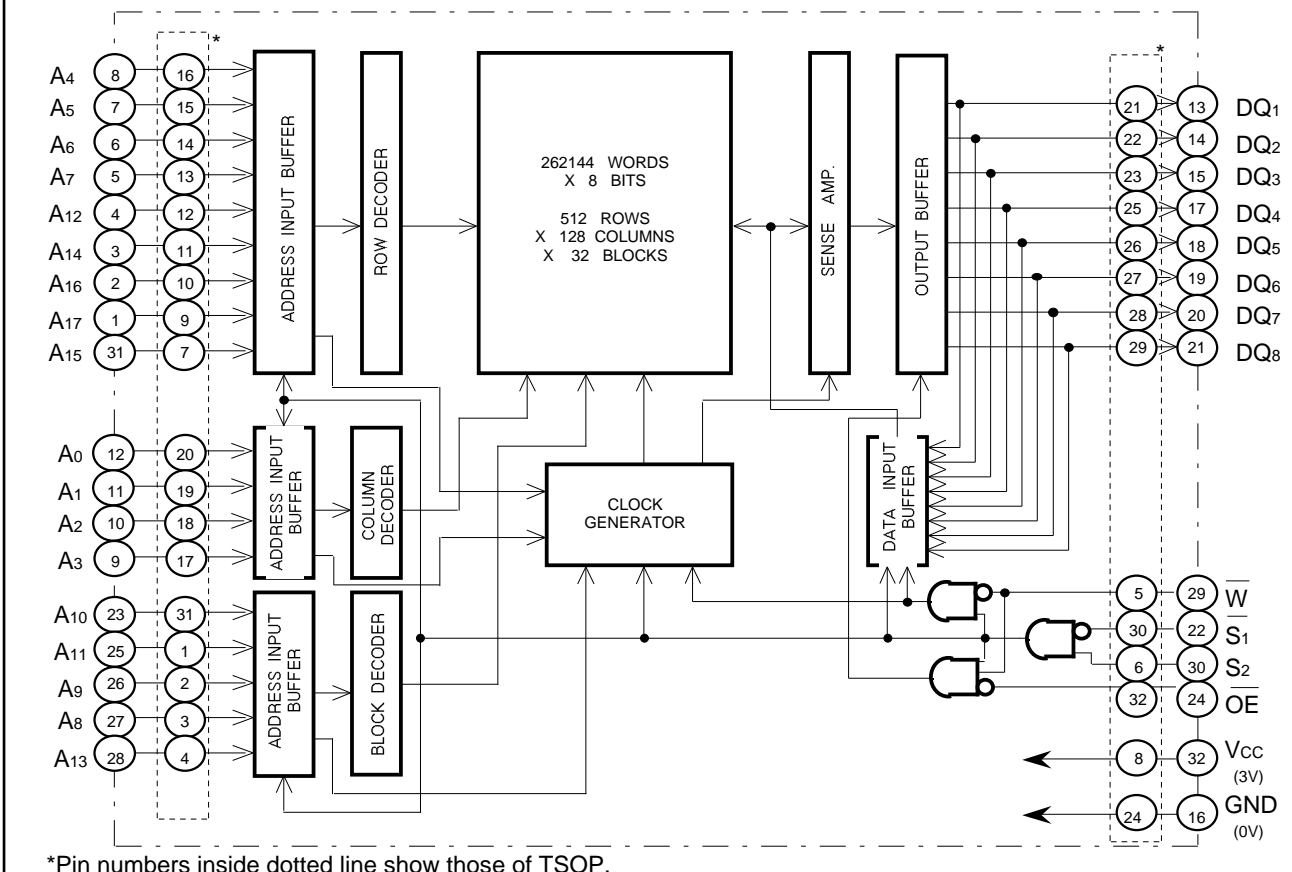 *
*
A4 8 16
A5 7 15
A6 6 14
A7 5 13
A12 4 12
A14 3 11
A16 2 10
A17 1 9
A15 31 7
ADDRESS INPUT BUFFER
ROW DECODER
262144 WORDS
X 8 BITS
512 ROWS
X 128 COLUMNS
X 32 BLOCKS
SENSE AMP.
OUTPUT BUFFER
21 13 DQ1
22 14 DQ2
23 15 DQ3
25 17 DQ4
26 18 DQ5
27 19 DQ6
28 20 DQ7
29 21 DQ8
A0 12 20
A1 11 19
A2 10 18
A3 9 17
ADDRESS INPUT
BUFFER
COLUMN
DECODER
CLOCK
GENERATOR
DATA INPUT
BUFFER
A10 23 31
A11 25 1
A9 26 2
A8 27 3
A13 28 4
ADDRESS INPUT
BUFFER
BLOCK DECODER
5 29 W̅
30 22 S̅1
6 30 S2
32 24 O̅E̅
8 32 VCC
(3V)
24 16 GND
(0V)
*Pin numbers inside dotted line show those of TSOP.